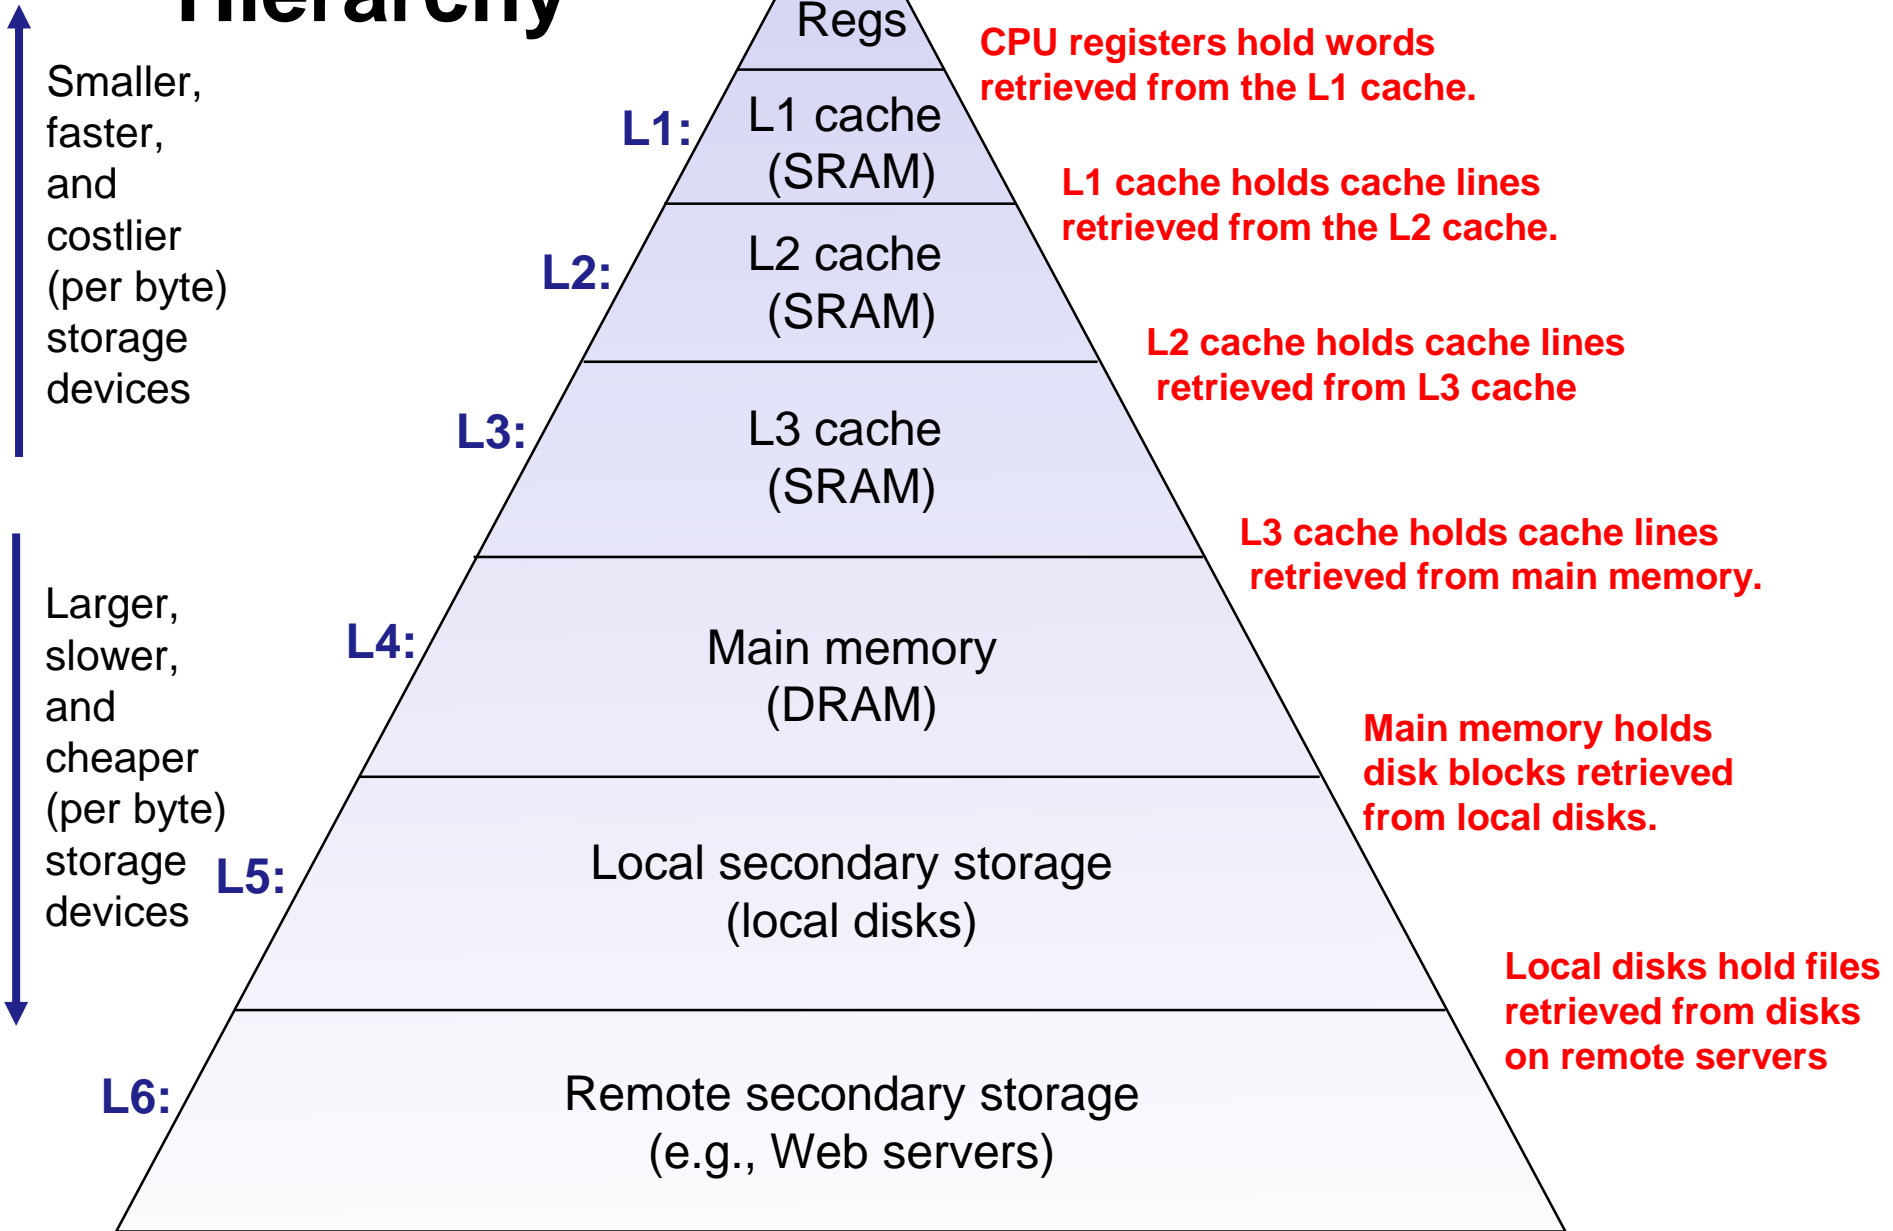 Hierarchy
Regs
CPU registers hold words
retrieved from the L1 cache.
Smaller,
faster,
and
costlier
(per byte)
storage
devices
L1:
L1 cache
(SRAM)
L1 cache holds cache lines
retrieved from the L2 cache.
L2:
L2 cache
(SRAM)
L2 cache holds cache lines
retrieved from L3 cache
L3:
L3 cache
(SRAM)
L3 cache holds cache lines
retrieved from main memory.
Larger,
slower,
and
cheaper
(per byte)
storage
devices
L4:
Main memory
(DRAM)
Main memory holds
disk blocks retrieved
from local disks.
L5:
Local secondary storage
(local disks)
Local disks hold files
retrieved from disks
on remote servers
L6:
Remote secondary storage
(e.g., Web servers)